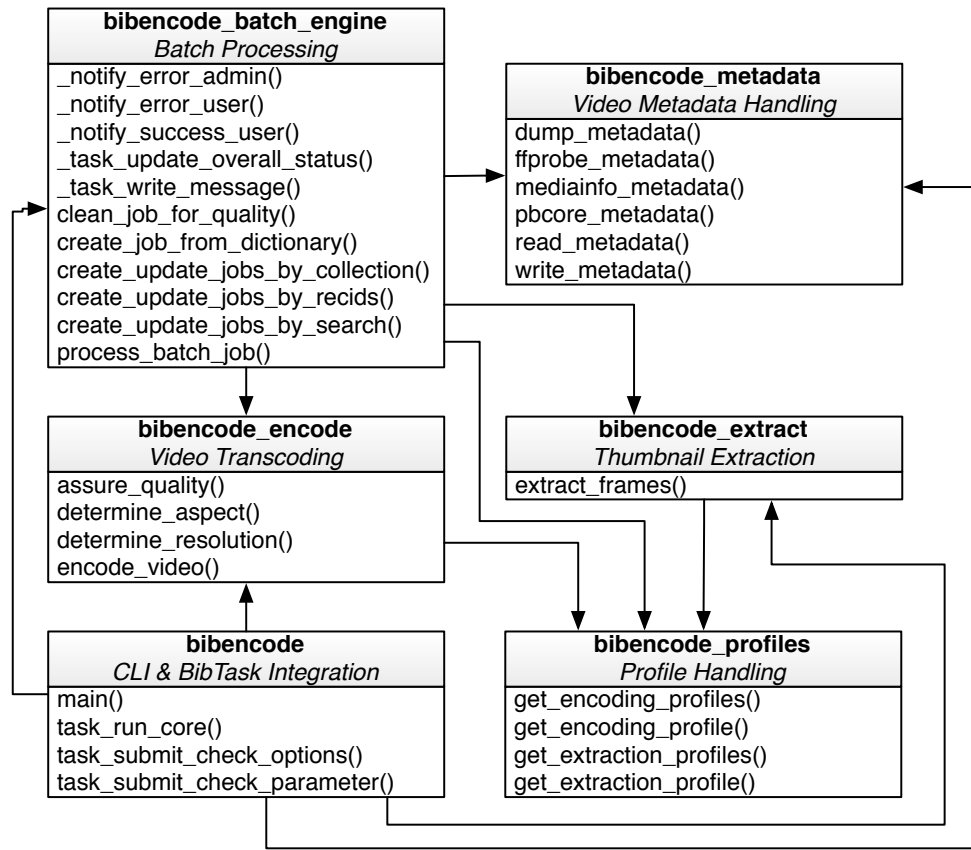 bibencode_batch_engine
Batch Processing
_notify_error_admin()
_notify_error_user()
_notify_success_user()
_task_update_overall_status()
_task_write_message()
clean_job_for_quality()
create_job_from_dictionary()
create_update_jobs_by_collection()
create_update_jobs_by_recids()
create_update_jobs_by_search()
process_batch_job()
bibencode_metadata
Video Metadata Handling
dump_metadata()
ffprobe_metadata()
mediainfo_metadata()
pbcore_metadata()
read_metadata()
write_metadata()
bibencode_encode
Video Transcoding
assure_quality()
determine_aspect()
determine_resolution()
encode_video()
bibencode_extract
Thumbnail Extraction
extract_frames()
bibencode
CLI & BibTask Integration
main()
task_run_core()
task_submit_check_options()
task_submit_check_parameter()
bibencode_profiles
Profile Handling
get_encoding_profiles()
get_encoding_profile()
get_extraction_profiles()
get_extraction_profile()